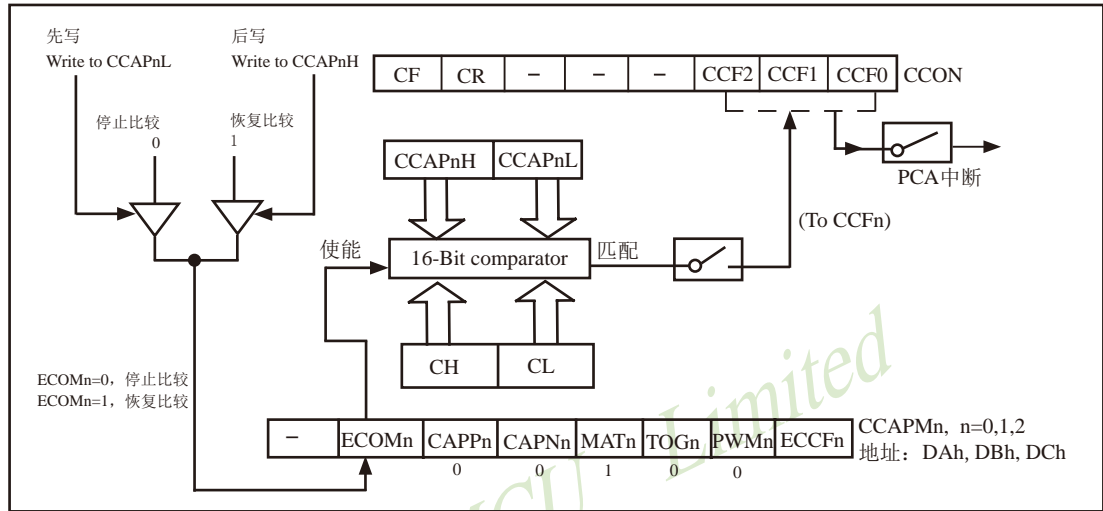 先写
Write to CCAPnL
后写
Write to CCAPnH
CF CR – – – CCF2 CCF1 CCF0 CCON
停止比较
0
恢复比较
1
CCAPnH CCAPnL
PCA中断
(To CCFn)
使能
16-Bit comparator
匹配
CH CL
ECOMn=0，停止比较
ECOMn=1，恢复比较
– ECOMn CAPPn CAPNn MATn TOGn PWMn ECCFn
0 0 1 0 0
CCAPMn, n=0,1,2
地址：DAh, DBh, DCh
MCU Limited